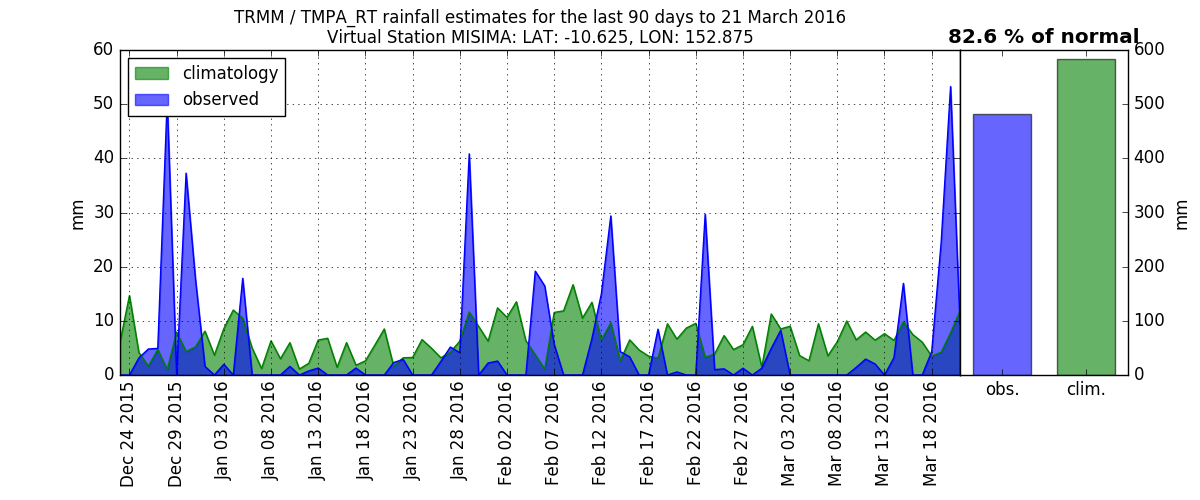 TRMM / TMPA_RT rainfall estimates for the last 90 days to 21 March 2016
Virtual Station MISIMA: LAT: -10.625, LON: 152.875
82.6 % of normal
climatology
observed
60
50
40
30
20
10
0
mm
600
500
400
300
200
100
0
mm
Dec 24 2015
Dec 29 2015
Jan 03 2016
Jan 08 2016
Jan 13 2016
Jan 18 2016
Jan 23 2016
Jan 28 2016
Feb 02 2016
Feb 07 2016
Feb 12 2016
Feb 17 2016
Feb 22 2016
Feb 27 2016
Mar 03 2016
Mar 08 2016
Mar 13 2016
Mar 18 2016
obs.
clim.